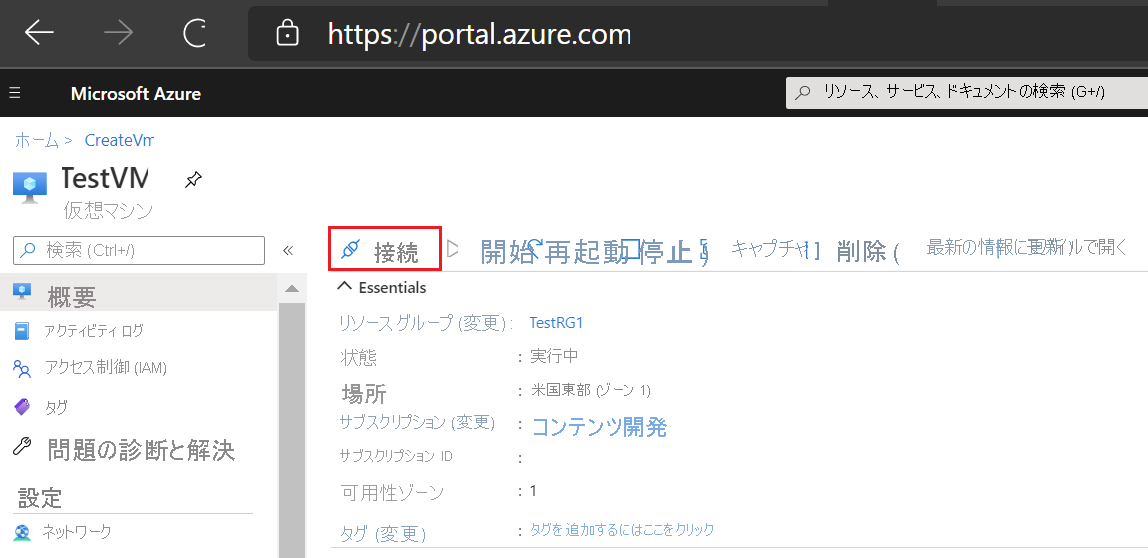 https://portal.azure.com
Microsoft Azure
リソース、サービス、ドキュメントの検索 (G+/)
ホーム > CreateVm
TestVM
仮想マシン
検索 (Ctrl+/)
«
接続 開始 再起動 停止 キャプチャ 削除 最新の情報に更新 で開く
概要
アクティビティ ログ
アクセス制御 (IAM)
タグ
問題の診断と解決
設定
ネットワーク
Essentials
リソース グループ (変更) : TestRG1
状態 : 実行中
場所 : 米国東部 (ゾーン 1)
サブスクリプション (変更) : コンテンツ開発
サブスクリプション ID :
可用性ゾーン : 1
タグ (変更) : タグを追加するにはここをクリック